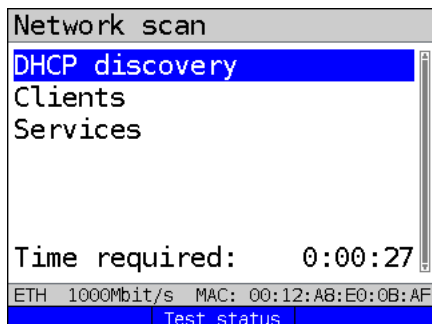 Network scan
DHCP discovery
Clients
Services
Time required: 0:00:27
ETH 1000Mbit/s MAC: 00:12:A8:E0:0B:AF
Test status